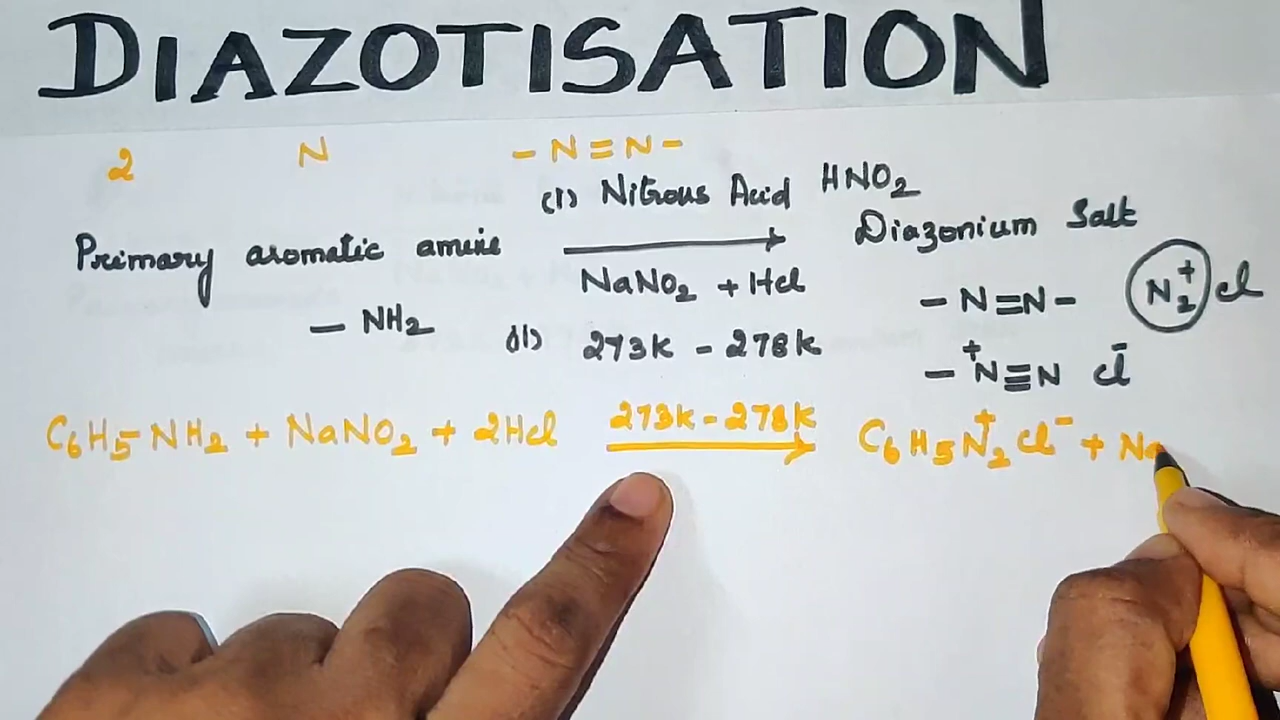 DIAZOTISATION
2 N -N=N-
(i) Nitrous Acid HNO2
Primary aromatic amine ⟶ Diazonium Salt
NaNO2 + Hcl
-N≡N- N2+ cl
- NH2
(ii) 273K - 278K
- +N≡N cl-
273K-278K
C6H5NH2 + NaNO2 + 2Hcl ⟶ C6H5N2+ Cl- + Na